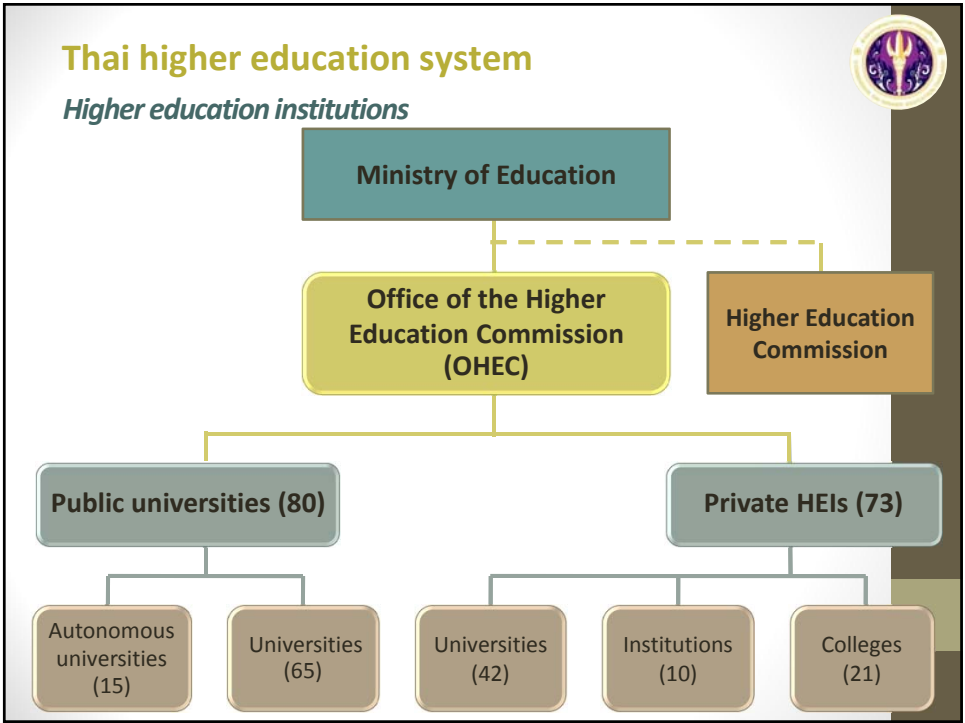 Thai higher education system
Higher education institutions
Ministry of Education
Office of the Higher
Education Commission
(OHEC)
Higher Education
Commission
Public universities (80)
Private HEIs (73)
Autonomous
universities
(15)
Universities
(65)
Universities
(42)
Institutions
(10)
Colleges
(21)